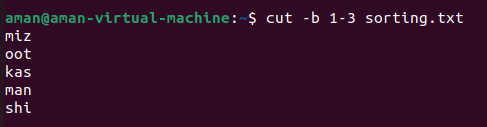 aman@aman-virtual-machine:~$ cut -b 1-3 sorting.txt
miz
oot
kas
man
shi